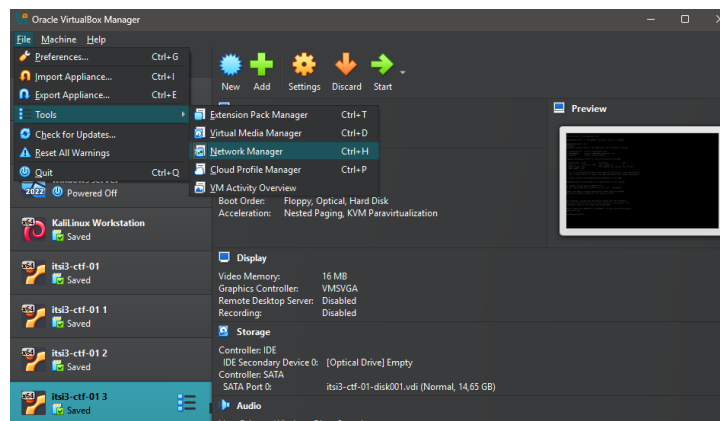 Oracle VirtualBox Manager
File Machine Help
Preferences... Ctrl+G
Import Appliance... Ctrl+I
Export Appliance... Ctrl+E
Tools
Check for Updates...
Reset All Warnings
Quit Ctrl+Q
Extension Pack Manager Ctrl+T
Virtual Media Manager Ctrl+D
Network Manager Ctrl+H
Cloud Profile Manager Ctrl+P
VM Activity Overview
New Add Settings Discard Start
Preview
2022 Powered Off
KaliLinux Workstation
x64 Saved
itsi3-ctf-01
x64 Saved
itsi3-ctf-01 1
x64 Saved
itsi3-ctf-01 2
x64 Saved
itsi3-ctf-01 3
x64 Saved
Boot Order: Floppy, Optical, Hard Disk
Acceleration: Nested Paging, KVM Paravirtualization
Display
Video Memory: 16 MB
Graphics Controller: VMSVGA
Remote Desktop Server: Disabled
Recording: Disabled
Storage
Controller: IDE
IDE Secondary Device 0: [Optical Drive] Empty
Controller: SATA
SATA Port 0: itsi3-ctf-01-disk001.vdi (Normal, 14,65 GB)
Audio